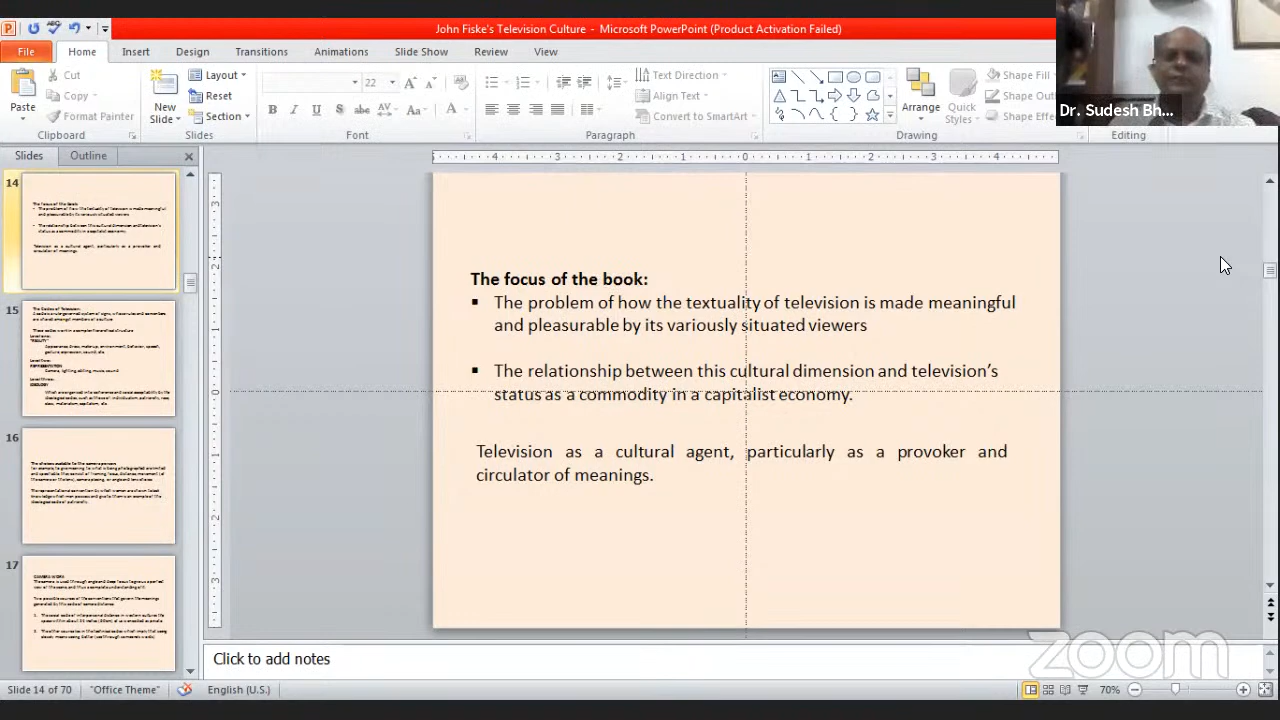 John Fiske's Television Culture - Microsoft PowerPoint (Product Activation Failed)
File Home Insert Design Transitions Animations Slide Show Review View
Cut
Copy
Format Painter
Paste
Clipboard
New
Slide
Layout
Reset
Section
Slides
22
B I U S AV Aa A
Font
Text Direction
Align Text
Convert to SmartArt
Paragraph
Arrange
Quick
Styles
Shape Fill
Shape Out
Shape Effe
Drawing
Editing
Dr. Sudesh Bh...
Slides Outline
14
15
16
17
The focus of the book:
▪ The problem of how the textuality of television is made meaningful
and pleasurable by its variously situated viewers
▪ The relationship between this cultural dimension and television’s
status as a commodity in a capitalist economy.
Television as a cultural agent, particularly as a provoker and
circulator of meanings.
Click to add notes
zoom
Slide 14 of 70 "Office Theme" English (U.S.) 70%